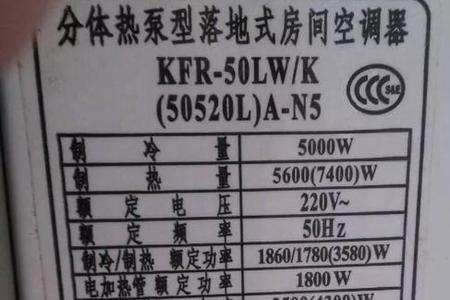 分体热泵型落地式房间空调器
KFR-50LW/K
(50520L)A-N5
CCC S&E
制冷量 5000W
制热量 5600(7400)W
额定电压 220V~
额定频率 50Hz
制冷/制热 额定功率 1860/1780(3580)W
电加热管 额定功率 1800W